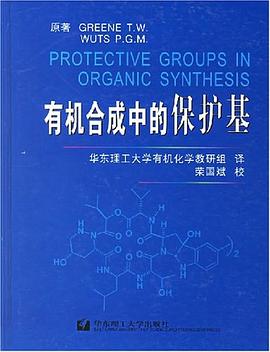 原著 GREENE T.W.
WUTS P.G.M.
PROTECTIVE GROUPS IN
ORGANIC SYNTHESIS
有机合成中的保护基
华东理工大学有机化学教研组 译
荣国斌 校
华东理工大学出版社